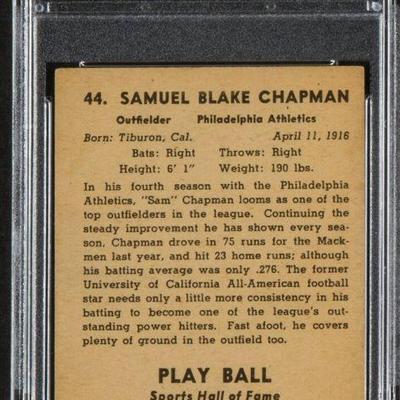 44. SAMUEL BLAKE CHAPMAN
Outfielder Philadelphia Athletics
Born: Tiburon, Cal. April 11, 1916
Bats: Right Throws: Right
Height: 6' 1" Weight: 190 lbs.
In his fourth season with the Philadelphia
Athletics, "Sam" Chapman looms as one of the
top outfielders in the league. Continuing the
steady improvement he has shown every sea-
son, Chapman drove in 75 runs for the Mack-
men last year, and hit 23 home runs; although
his batting average was only .276. The former
University of California All-American football
star needs only a little more consistency in his
batting to become one of the league's out-
standing power hitters. Fast afoot, he covers
plenty of ground in the outfield too.
PLAY BALL
Sports Hall of Fame